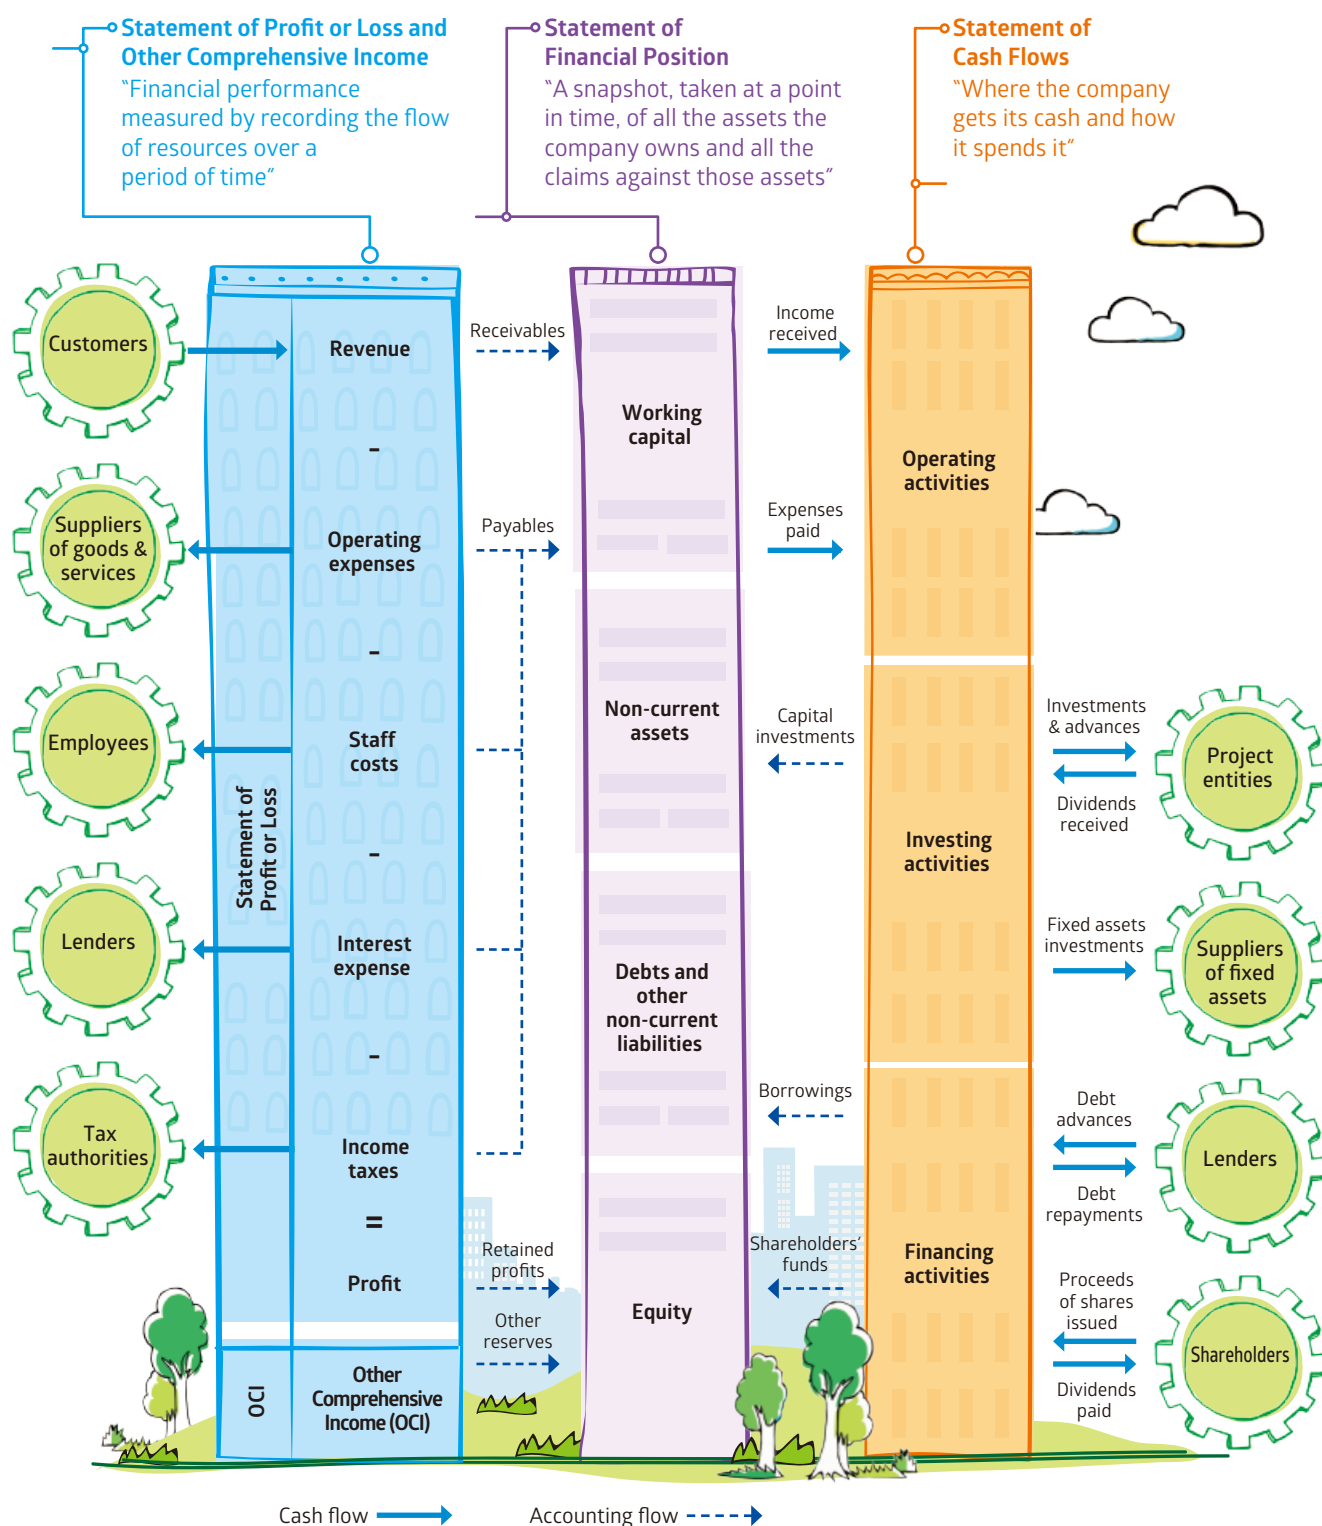 Statement of Profit or Loss and
Other Comprehensive Income
"Financial performance
measured by recording the flow
of resources over a
period of time"
Statement of
Financial Position
"A snapshot, taken at a point
in time, of all the assets the
company owns and all the
claims against those assets"
Statement of
Cash Flows
"Where the company
gets its cash and how
it spends it"
Customers
Suppliers
of goods &
services
Employees
Lenders
Tax
authorities
Statement of
Profit or Loss
OCI
Revenue
-
Operating
expenses
-
Staff
costs
-
Interest
expense
-
Income
taxes
=
Profit
Other
Comprehensive
Income (OCI)
Receivables
Payables
Retained
profits
Other
reserves
Working
capital
Non-current
assets
Debts and
other
non-current
liabilities
Equity
Income
received
Expenses
paid
Capital
investments
Borrowings
Shareholders'
funds
Operating
activities
Investing
activities
Financing
activities
Investments
& advances
Dividends
received
Fixed assets
investments
Debt
advances
Debt
repayments
Proceeds
of shares
issued
Dividends
paid
Project
entities
Suppliers
of fixed
assets
Lenders
Shareholders
Cash flow
Accounting flow